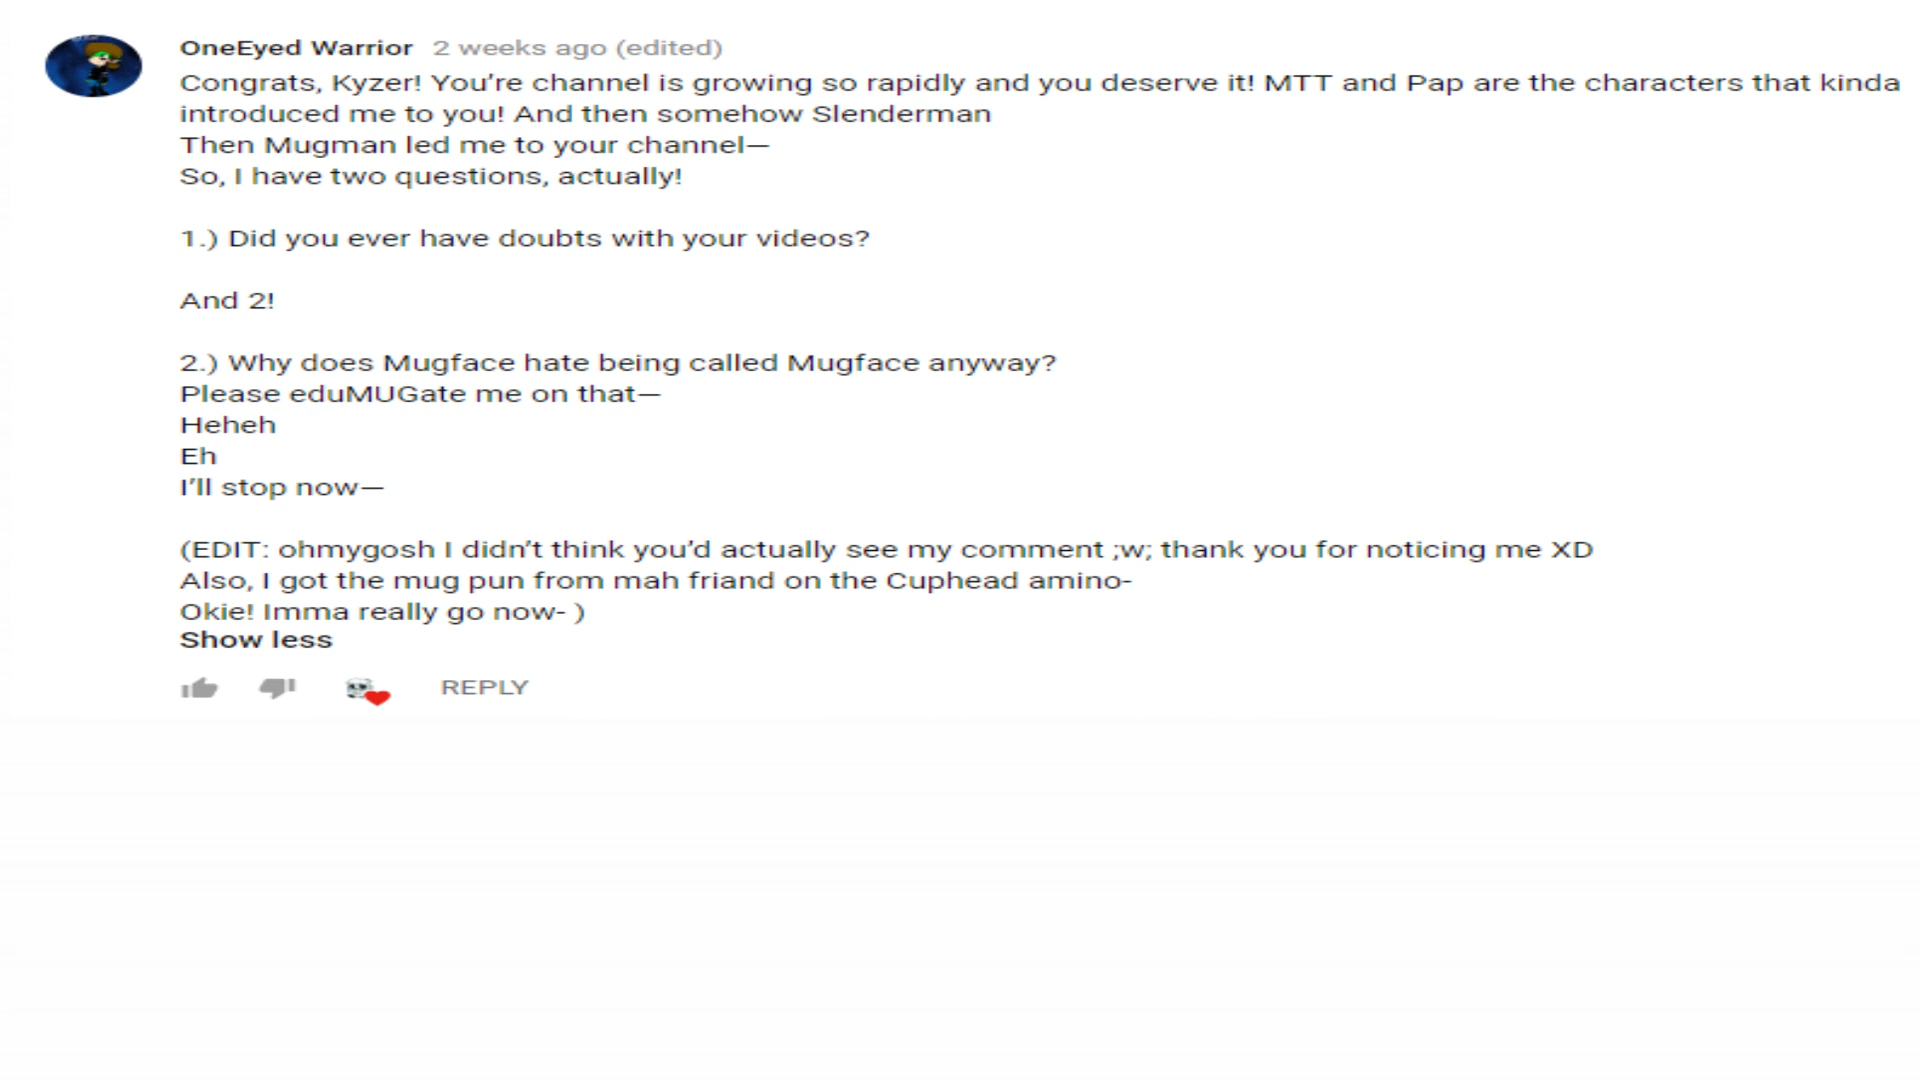 OneEyed Warrior 2 weeks ago (edited)
Congrats, Kyzer! You're channel is growing so rapidly and you deserve it! MTT and Pap are the characters that kinda
introduced me to you! And then somehow Slenderman
Then Mugman led me to your channel—
So, I have two questions, actually!
1.) Did you ever have doubts with your videos?
And 2!
2.) Why does Mugface hate being called Mugface anyway?
Please eduMUGate me on that—
Heheh
Eh
I'll stop now—
(EDIT: ohmygosh I didn't think you'd actually see my comment ;w; thank you for noticing me XD
Also, I got the mug pun from mah friand on the Cuphead amino-
Okie! Imma really go now- )
Show less
REPLY